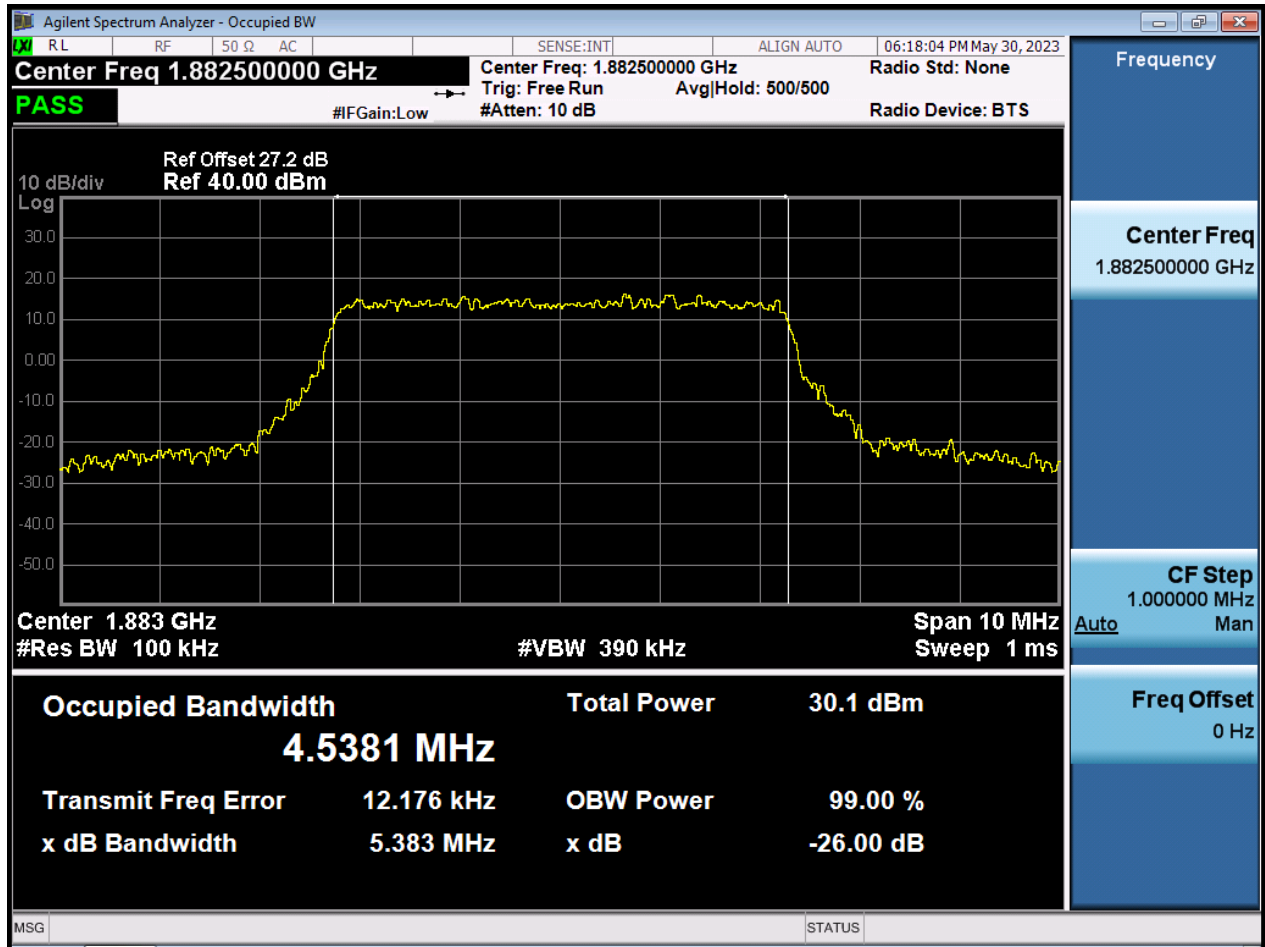 Agilent Spectrum Analyzer - Occupied BW
LXI RL RF 50 Ω AC SENSE:INT ALIGN AUTO 06:18:04 PM May 30, 2023
Center Freq 1.882500000 GHz
PASS
#IFGain:Low
Center Freq: 1.882500000 GHz
Trig: Free Run Avg|Hold: 500/500
#Atten: 10 dB
Radio Std: None
Radio Device: BTS
Ref Offset 27.2 dB
10 dB/div Ref 40.00 dBm
Log
30.0
20.0
10.0
0.00
-10.0
-20.0
-30.0
-40.0
-50.0
Center 1.883 GHz Span 10 MHz
#Res BW 100 kHz #VBW 390 kHz Sweep 1 ms
Occupied Bandwidth Total Power 30.1 dBm
4.5381 MHz
Transmit Freq Error 12.176 kHz OBW Power 99.00 %
x dB Bandwidth 5.383 MHz x dB -26.00 dB
Frequency
Center Freq
1.882500000 GHz
CF Step
1.000000 MHz
Auto Man
Freq Offset
0 Hz
MSG STATUS